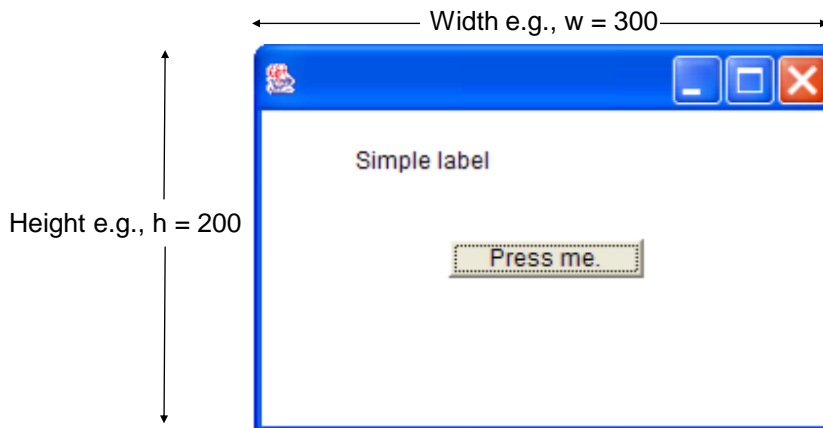 Width e.g., w = 300
Simple label
Height e.g., h = 200
Press me.